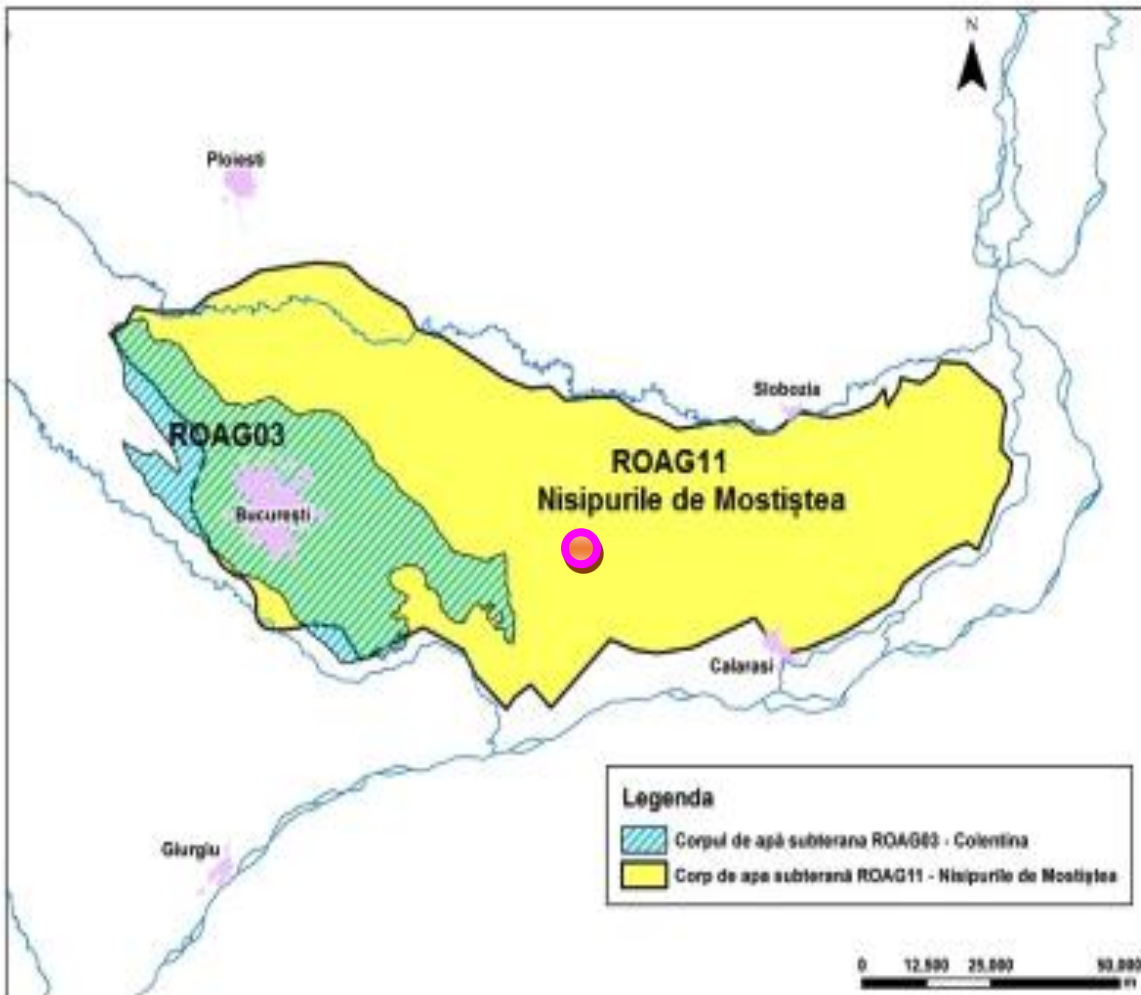 N
Ploiesti
Slobozia
ROAG03
ROAG11
Nisipurile de Mostiștea
București
Calarasi
Giurgiu
Legenda
Corpul de apă subterana ROAG03 - Colentina
Corp de apa subterană ROAG11 - Nisipurile de Mostiștea
0 12,500 25,000 50,000
m